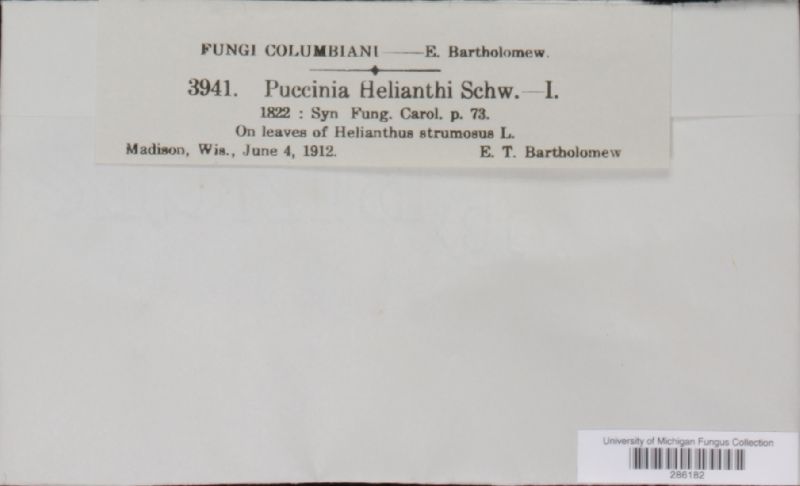 FUNGI COLUMBIANI——E. Bartholomew.
3941. Puccinia Helianthi Schw.—I.
1822 : Syn Fung. Carol. p. 73.
On leaves of Helianthus strumosus L.
Madison, Wis., June 4, 1912. E. T. Bartholomew
University of Michigan Fungus Collection
286182